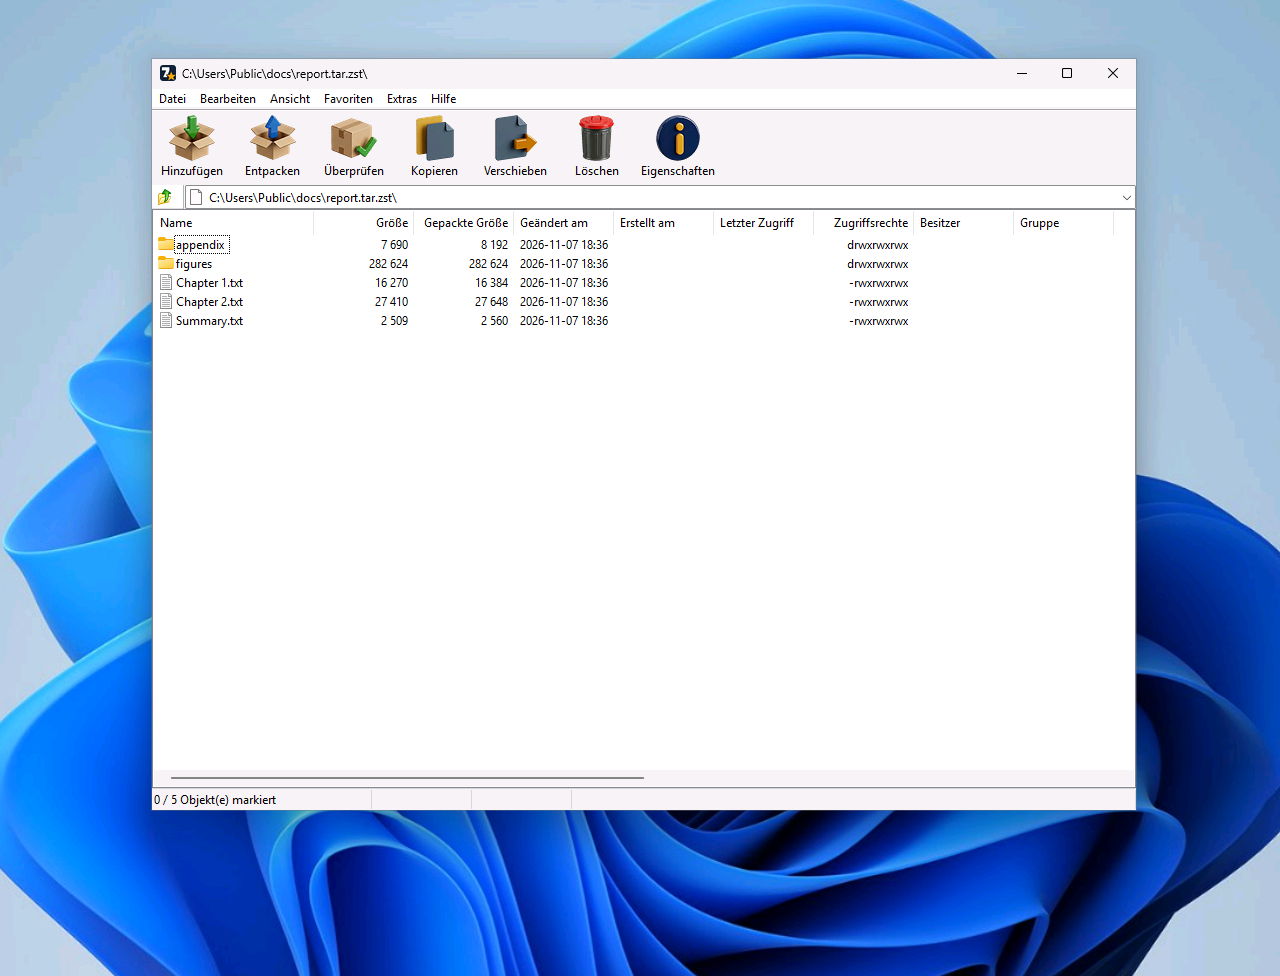 C:\Users\Public\docs\report.tar.zst\
Datei Bearbeiten Ansicht Favoriten Extras Hilfe
Hinzufügen Entpacken Überprüfen Kopieren Verschieben Löschen Eigenschaften
C:\Users\Public\docs\report.tar.zst\
Name Größe Gepackte Größe Geändert am Erstellt am Letzter Zugriff Zugriffsrechte Besitzer Gruppe
appendix 7 690 8 192 2026-11-07 18:36 drwxrwxrwx
figures 282 624 282 624 2026-11-07 18:36 drwxrwxrwx
Chapter 1.txt 16 270 16 384 2026-11-07 18:36 -rwxrwxrwx
Chapter 2.txt 27 410 27 648 2026-11-07 18:36 -rwxrwxrwx
Summary.txt 2 509 2 560 2026-11-07 18:36 -rwxrwxrwx
0 / 5 Objekt(e) markiert